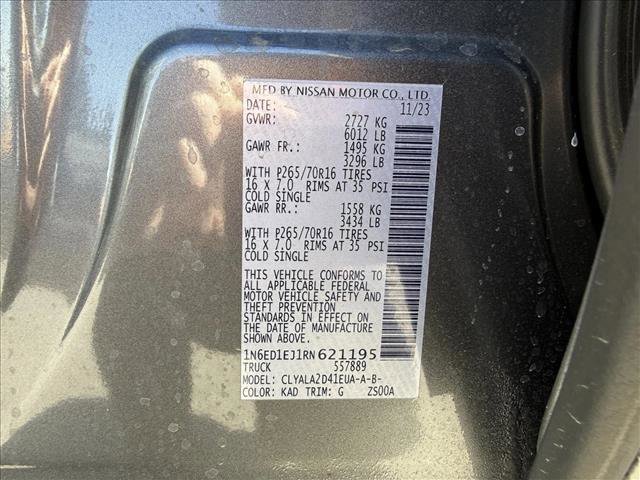 MFD BY NISSAN MOTOR CO., LTD.
DATE: 11/23
GVWR: 2727 KG
6012 LB
GAWR FR.: 1495 KG
3296 LB
WITH P265/70R16 TIRES
16 X 7.0 RIMS AT 35 PSI
COLD SINGLE
GAWR RR.: 1558 KG
3434 LB
WITH P265/70R16 TIRES
16 X 7.0 RIMS AT 35 PSI
COLD SINGLE
THIS VEHICLE CONFORMS TO
ALL APPLICABLE FEDERAL
MOTOR VEHICLE SAFETY AND
THEFT PREVENTION
STANDARDS IN EFFECT ON
THE DATE OF MANUFACTURE
SHOWN ABOVE.
1N6ED1EJ1RN621195
TRUCK 557889
MODEL: CLYALA2D41EUA-A-B-
COLOR: KAD TRIM: G ZS00A